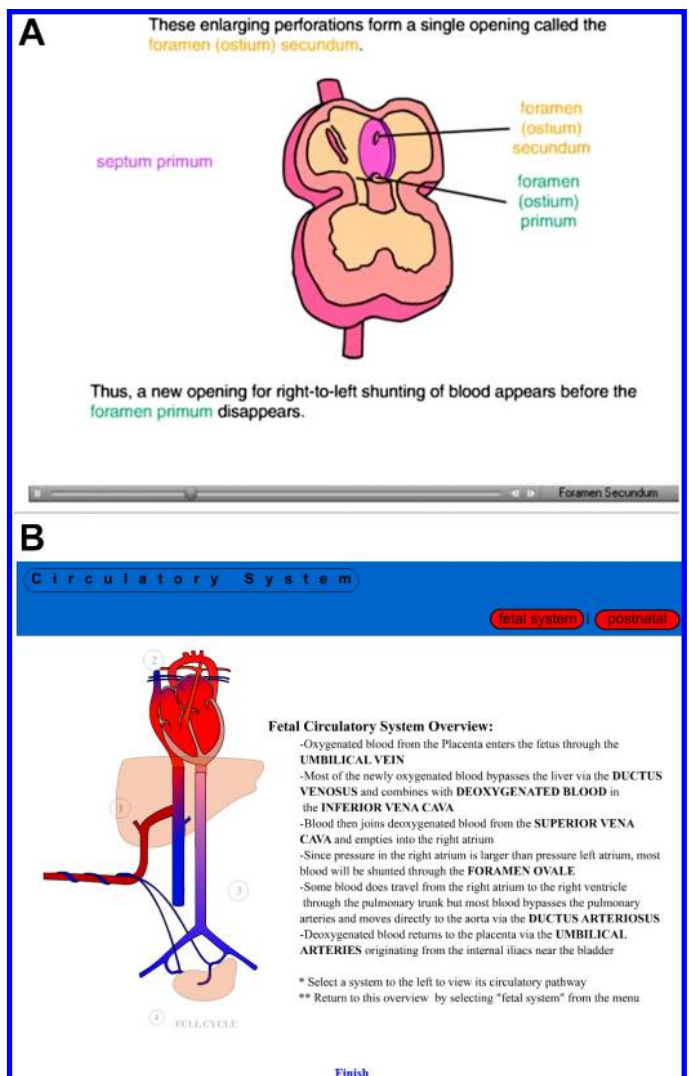 A
These enlarging perforations form a single opening called the
foramen (ostium) secundum.
septum primum
foramen
(ostium)
secundum
foramen
(ostium)
primum
Thus, a new opening for right-to-left shunting of blood appears before the
foramen primum disappears.
Foramen Secundum
B
Circulatory System
fetal system | postnatal
2
1
3
4 FULL CYCLE
Fetal Circulatory System Overview:
-Oxygenated blood from the Placenta enters the fetus through the
UMBILICAL VEIN
-Most of the newly oxygenated blood bypasses the liver via the DUCTUS
VENOSUS and combines with DEOXYGENATED BLOOD in
the INFERIOR VENA CAVA
-Blood then joins deoxygenated blood from the SUPERIOR VENA
CAVA and empties into the right atrium
-Since pressure in the right atrium is larger than pressure left atrium, most
blood will be shunted through the FORAMEN OVALE
-Some blood does travel from the right atrium to the right ventricle
through the pulmonary trunk but most blood bypasses the pulmonary
arteries and moves directly to the aorta via the DUCTUS ARTERIOSUS
-Deoxygenated blood returns to the placenta via the UMBILICAL
ARTERIES originating from the internal iliacs near the bladder
* Select a system to the left to view its circulatory pathway
** Return to this overview by selecting "fetal system" from the menu
Finish